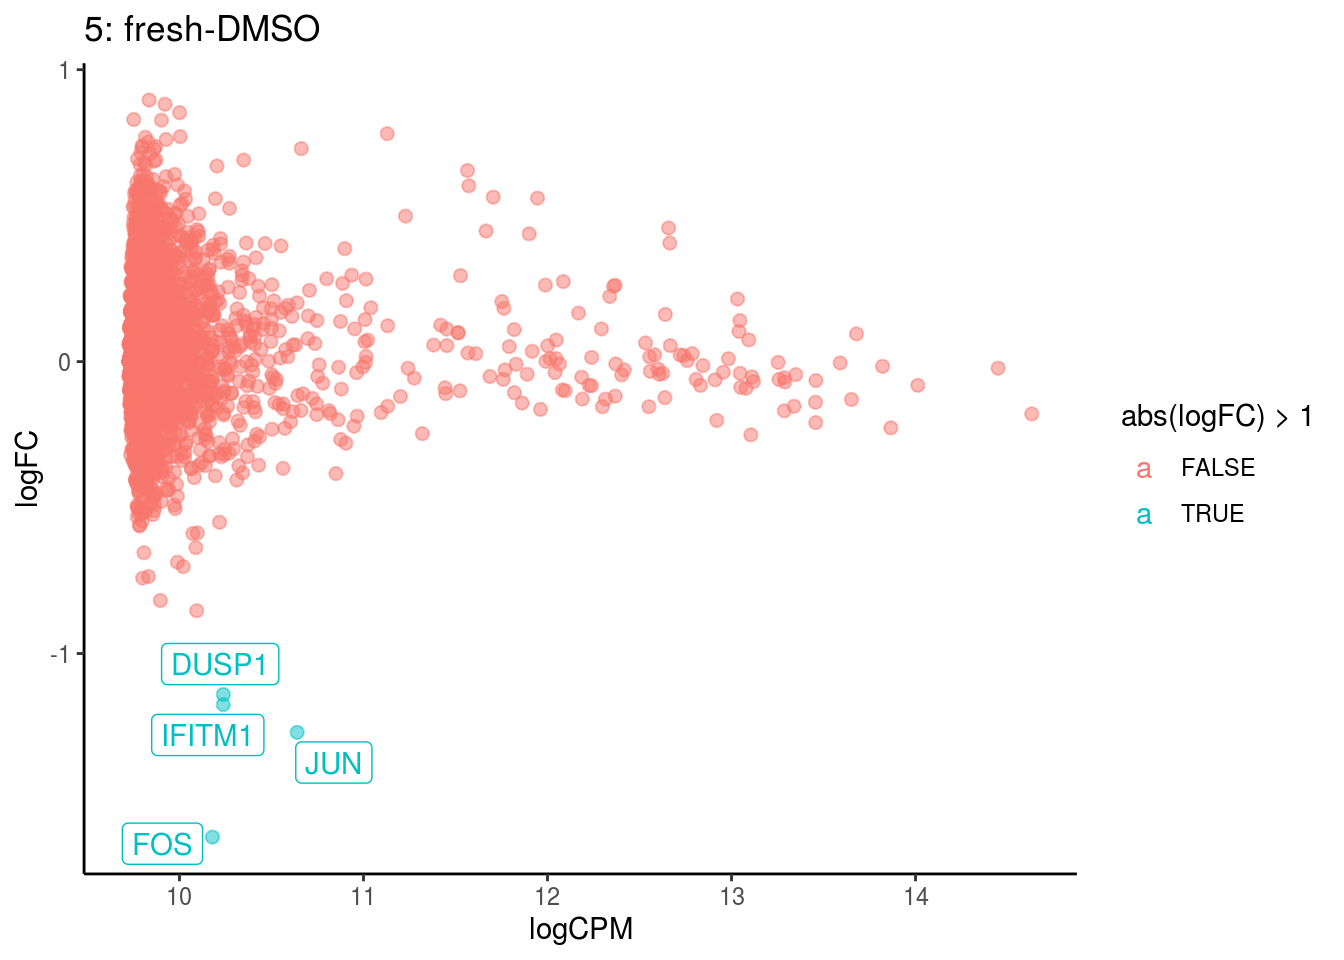 5: fresh-DMSO
1
0
-1
logFC
DUSP1
IFITM1
JUN
FOS
10 11 12 13 14
logCPM
abs(logFC) > 1
a FALSE
a TRUE